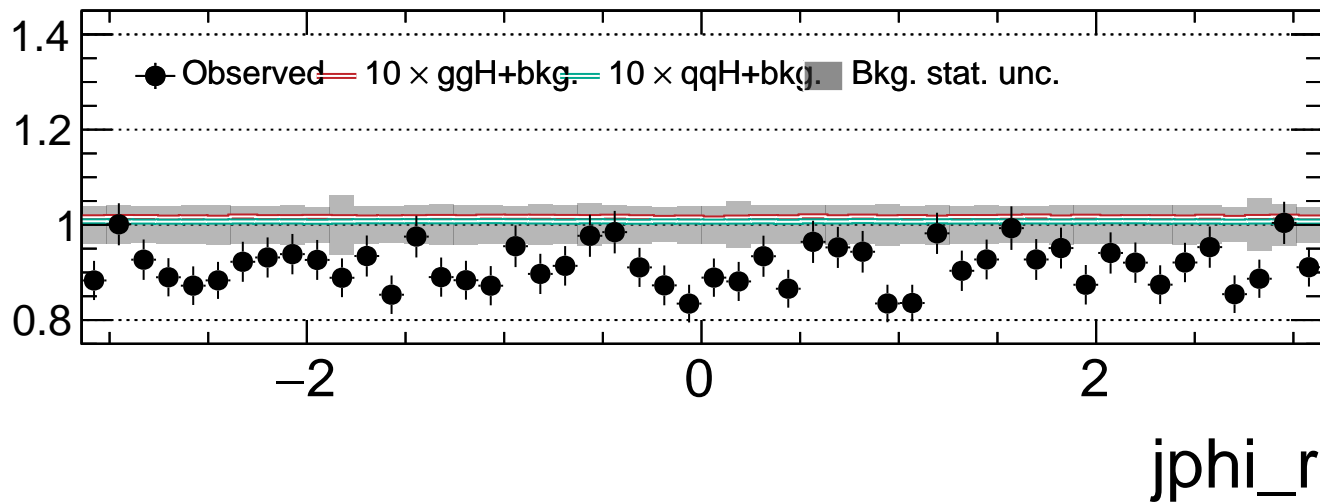 1.4
Observed 10 × ggH+bkg. 10 × qqH+bkg. Bkg. stat. unc.
1.2
1
0.8
−2 0 2
jphi_r